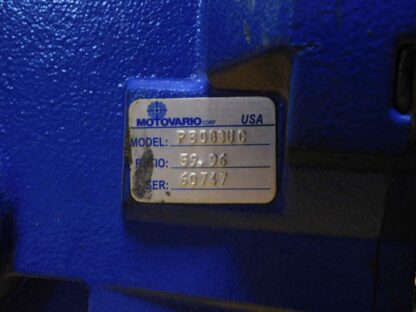 MOTOVARIO CORP USA
MODEL:
RATIO: 59.06
SER: 60747